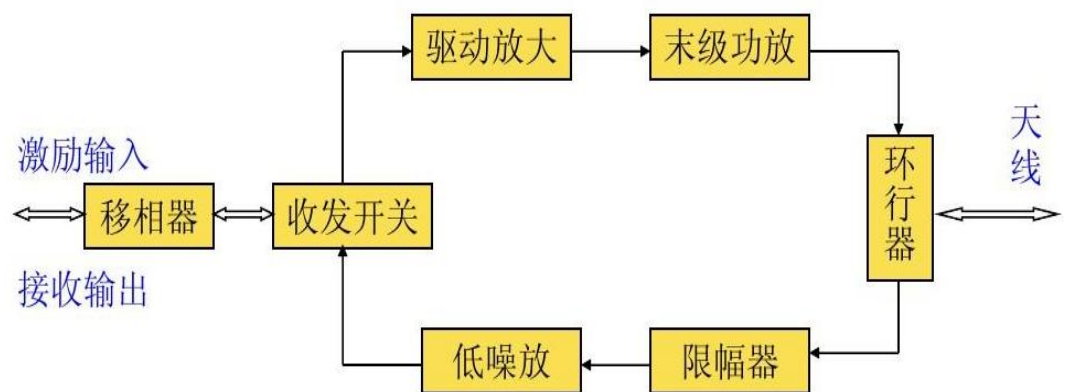 驱动放大
末级功放
激励输入
天线
环行器
移相器
收发开关
接收输出
低噪放
限幅器